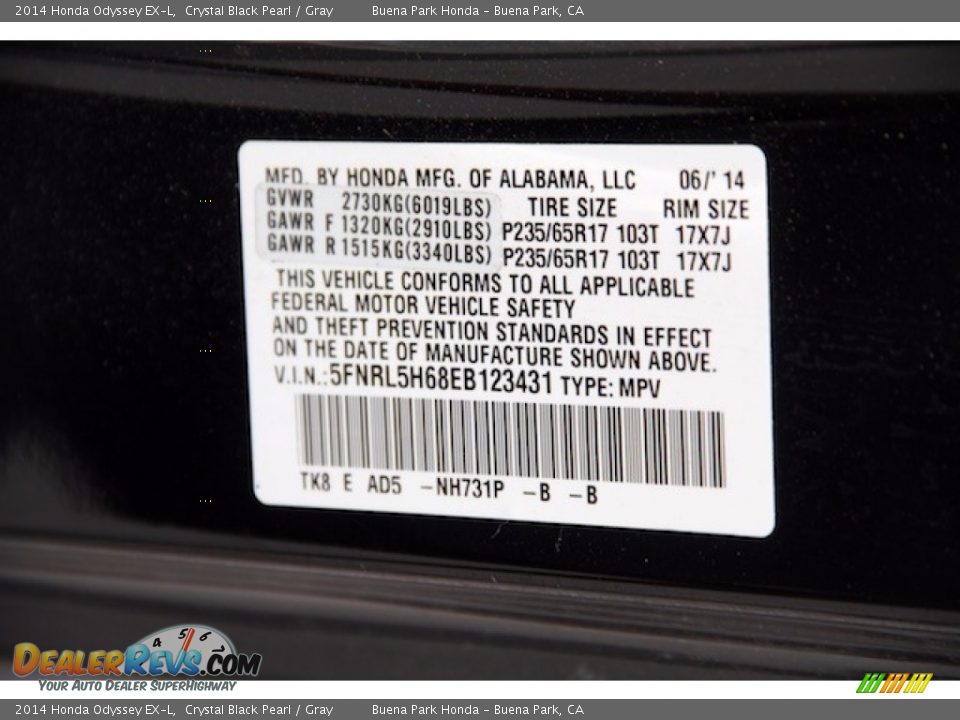 2014 Honda Odyssey EX-L, Crystal Black Pearl / Gray Buena Park Honda - Buena Park, CA
MFD. BY HONDA MFG. OF ALABAMA, LLC 06/' 14
GVWR 2730KG(6019LBS) TIRE SIZE RIM SIZE
GAWR F 1320KG(2910LBS) P235/65R17 103T 17X7J
GAWR R 1515KG(3340LBS) P235/65R17 103T 17X7J
THIS VEHICLE CONFORMS TO ALL APPLICABLE
FEDERAL MOTOR VEHICLE SAFETY
AND THEFT PREVENTION STANDARDS IN EFFECT
ON THE DATE OF MANUFACTURE SHOWN ABOVE.
V.I.N.:5FNRL5H68EB123431 TYPE: MPV
TK8 E AD5 -NH731P -B -B
4 5 6
DEALERREVS.COM
YOUR AUTO DEALER SUPERHIGHWAY
2014 Honda Odyssey EX-L, Crystal Black Pearl / Gray Buena Park Honda - Buena Park, CA